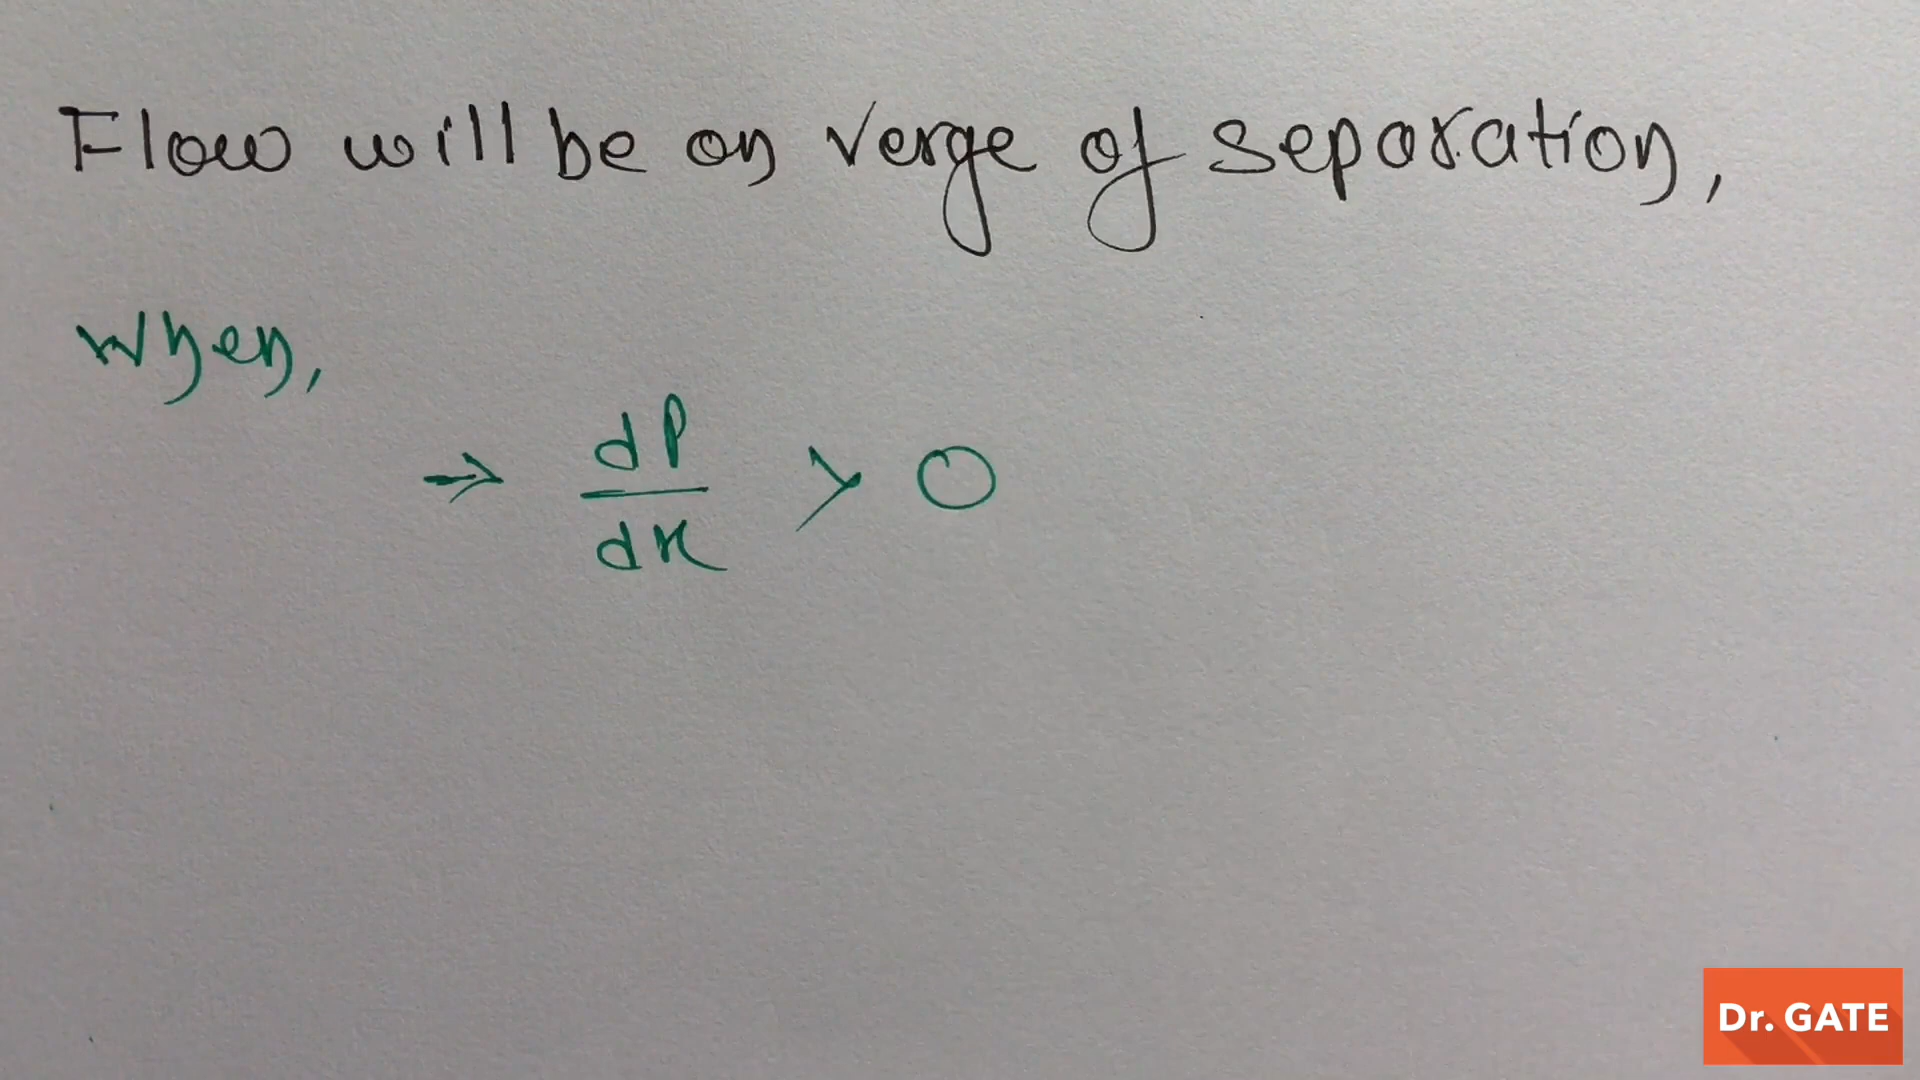 Flow will be on verge of separation,
when,
→ dP/dx > 0
Dr. GATE